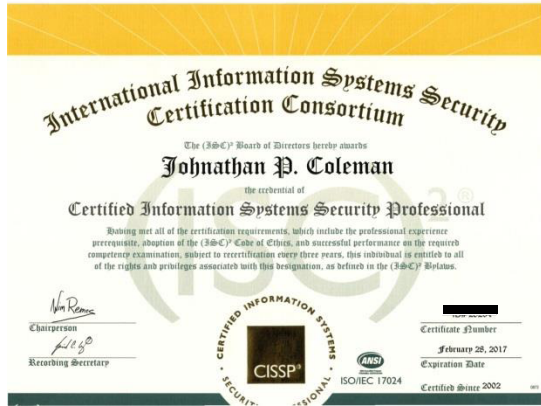 International Information Systems Security
Certification Consortium
The (ISC)² Board of Directors hereby awards
Johnathan P. Coleman
the credential of
Certified Information Systems Security Professional
Having met all of the certification requirements, which include the professional experience
prerequisite, adoption of the (ISC)² Code of Ethics, and successful performance on the required
competency examination, subject to recertification every three years, this individual is entitled to all
of the rights and privileges associated with this designation, as defined in the (ISC)² Bylaws.
(ISC)²®
Chairperson
Recording Secretary
CERTIFIED INFORMATION SYSTEMS SECURITY PROFESSIONAL
CISSP®
ANSI
ISO/IEC 17024
Certificate Number
February 28, 2017
Expiration Date
Certified Since 2002